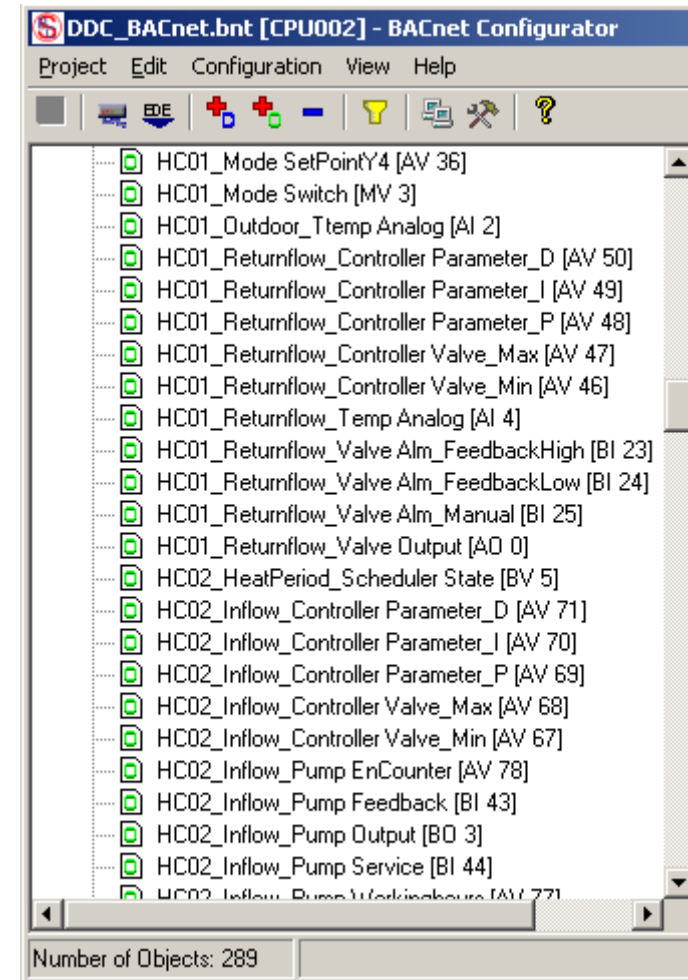 DDC_BACnet.bnt [CPU002] - BACnet Configurator
Project Edit Configuration View Help
EDE D O ?
HC01_Mode SetPointY4 [AV 36]
HC01_Mode Switch [MV 3]
HC01_Outdoor_Ttemp Analog [AI 2]
HC01_Returnflow_Controller Parameter_D [AV 50]
HC01_Returnflow_Controller Parameter_I [AV 49]
HC01_Returnflow_Controller Parameter_P [AV 48]
HC01_Returnflow_Controller Valve_Max [AV 47]
HC01_Returnflow_Controller Valve_Min [AV 46]
HC01_Returnflow_Temp Analog [AI 4]
HC01_Returnflow_Valve Alm_FeedbackHigh [BI 23]
HC01_Returnflow_Valve Alm_FeedbackLow [BI 24]
HC01_Returnflow_Valve Alm_Manual [BI 25]
HC01_Returnflow_Valve Output [AO 0]
HC02_HeatPeriod_Scheduler State [BV 5]
HC02_Inflow_Controller Parameter_D [AV 71]
HC02_Inflow_Controller Parameter_I [AV 70]
HC02_Inflow_Controller Parameter_P [AV 69]
HC02_Inflow_Controller Valve_Max [AV 68]
HC02_Inflow_Controller Valve_Min [AV 67]
HC02_Inflow_Pump EnCounter [AV 78]
HC02_Inflow_Pump Feedback [BI 43]
HC02_Inflow_Pump Output [BO 3]
HC02_Inflow_Pump Service [BI 44]
HC02_Inflow_Pump Workinghours [AV 77]
Number of Objects: 289